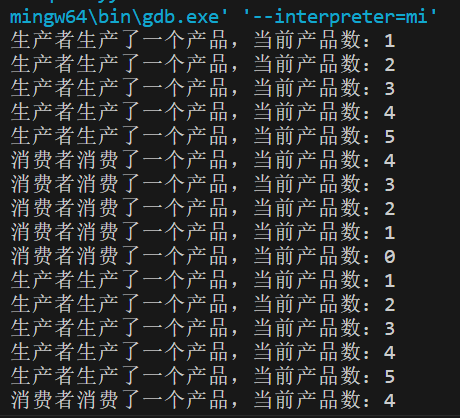 mingw64\bin\gdb.exe' '--interpreter=mi'
生产者生产了一个产品，当前产品数：1
生产者生产了一个产品，当前产品数：2
生产者生产了一个产品，当前产品数：3
生产者生产了一个产品，当前产品数：4
生产者生产了一个产品，当前产品数：5
消费者消费了一个产品，当前产品数：4
消费者消费了一个产品，当前产品数：3
消费者消费了一个产品，当前产品数：2
消费者消费了一个产品，当前产品数：1
消费者消费了一个产品，当前产品数：0
生产者生产了一个产品，当前产品数：1
生产者生产了一个产品，当前产品数：2
生产者生产了一个产品，当前产品数：3
生产者生产了一个产品，当前产品数：4
生产者生产了一个产品，当前产品数：5
消费者消费了一个产品，当前产品数：4